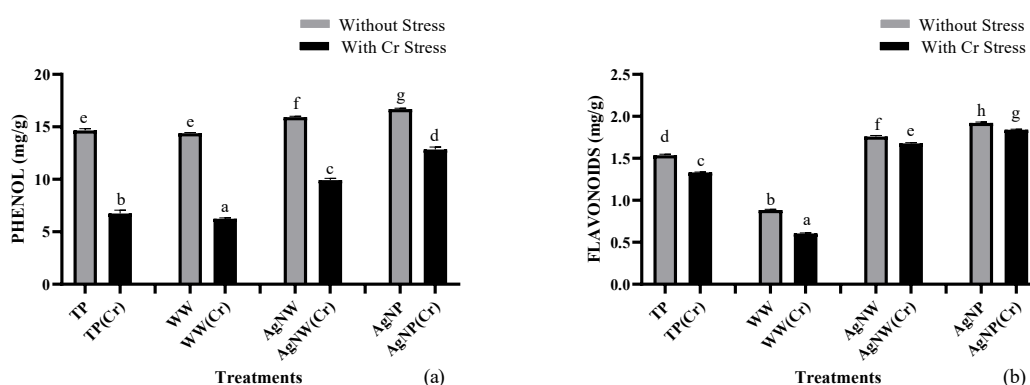 Without Stress
With Cr Stress
PHENOL (mg/g)
20
15
10
5
0
e
b
e
a
f
c
g
d
TP
TP(Cr)
WW
WW(Cr)
AgNW
AgNW(Cr)
AgNP
AgNP(Cr)
Treatments
(a)
Without Stress
With Cr Stress
FLAVONOIDS (mg/g)
2.5
2.0
1.5
1.0
0.5
0.0
d
c
b
a
f
e
h
g
TP
TP(Cr)
WW
WW(Cr)
AgNW
AgNW(Cr)
AgNP
AgNP(Cr)
Treatments
(b)